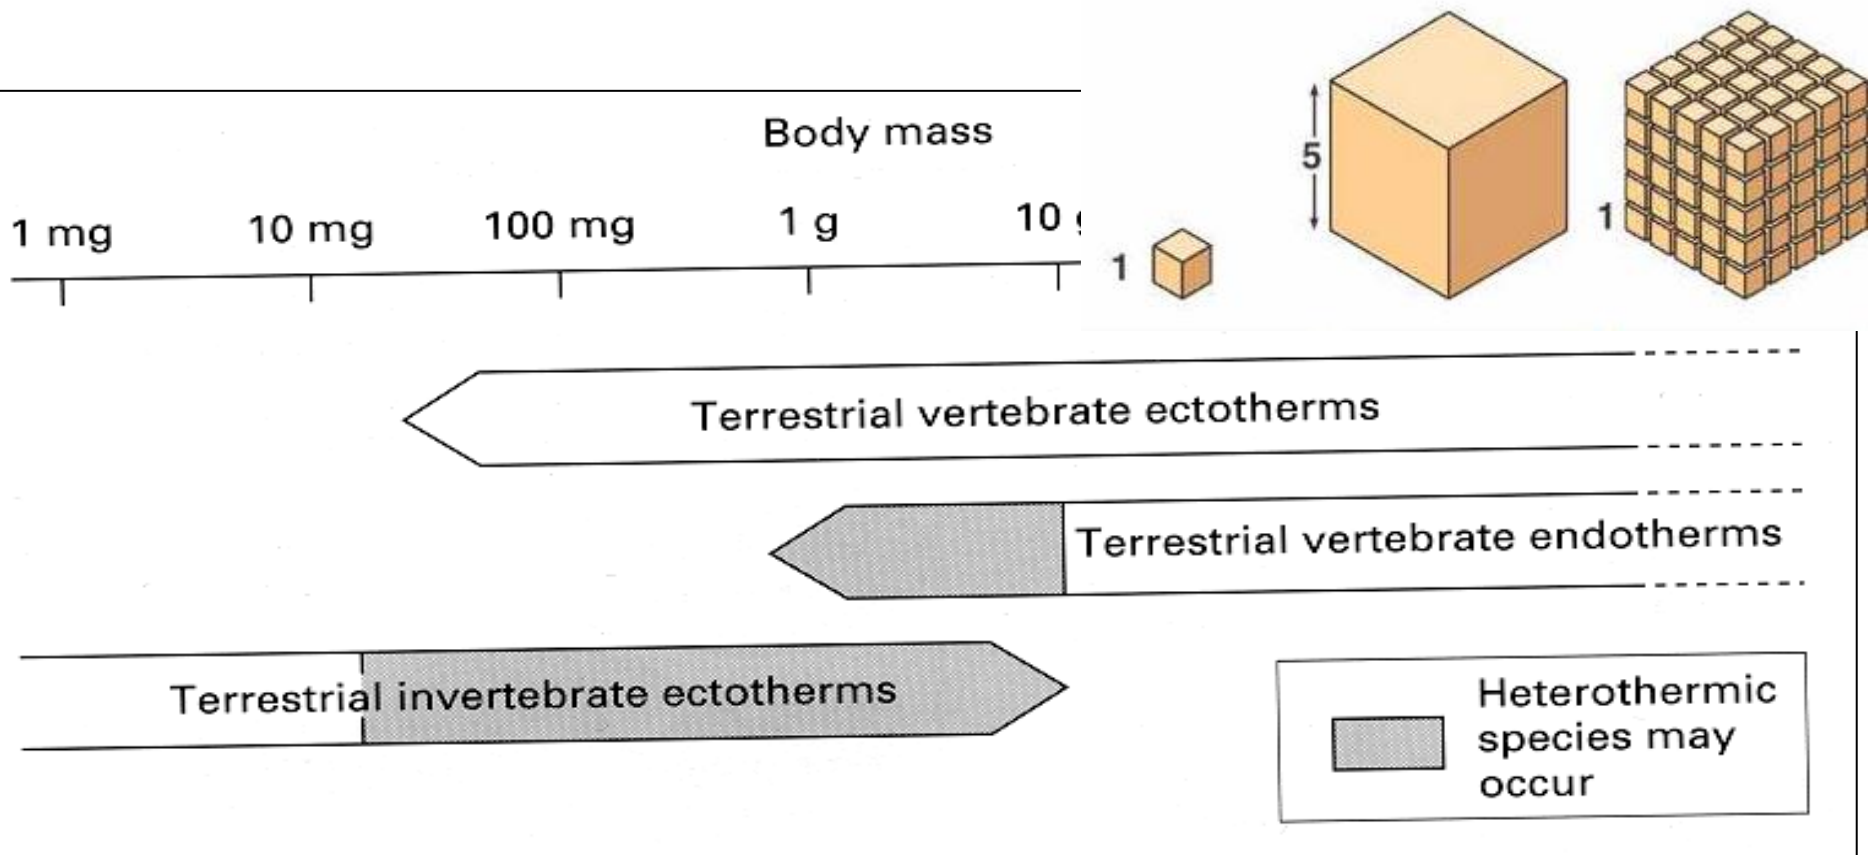 Body mass
1 mg 10 mg 100 mg 1 g 10
1
5
1
Terrestrial vertebrate ectotherms
Terrestrial vertebrate endotherms
Terrestrial invertebrate ectotherms
Heterothermic
species may
occur